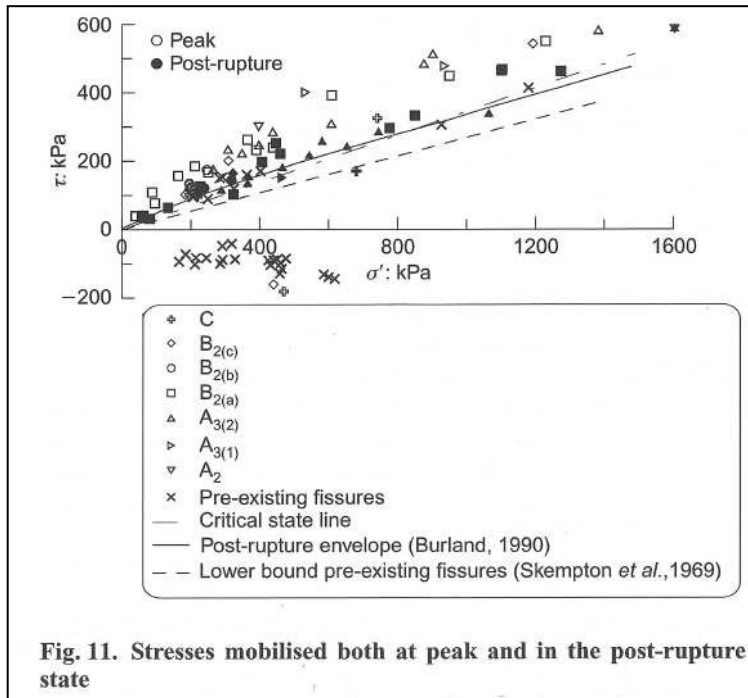 600
Peak
Post-rupture
400
τ: kPa
200
0
0
400
800
1200
1600
σ′: kPa
−200
C
B2(c)
B2(b)
B2(a)
A3(2)
A3(1)
A2
Pre-existing fissures
Critical state line
Post-rupture envelope (Burland, 1990)
Lower bound pre-existing fissures (Skempton et al.,1969)
Fig. 11. Stresses mobilised both at peak and in the post-rupture
state